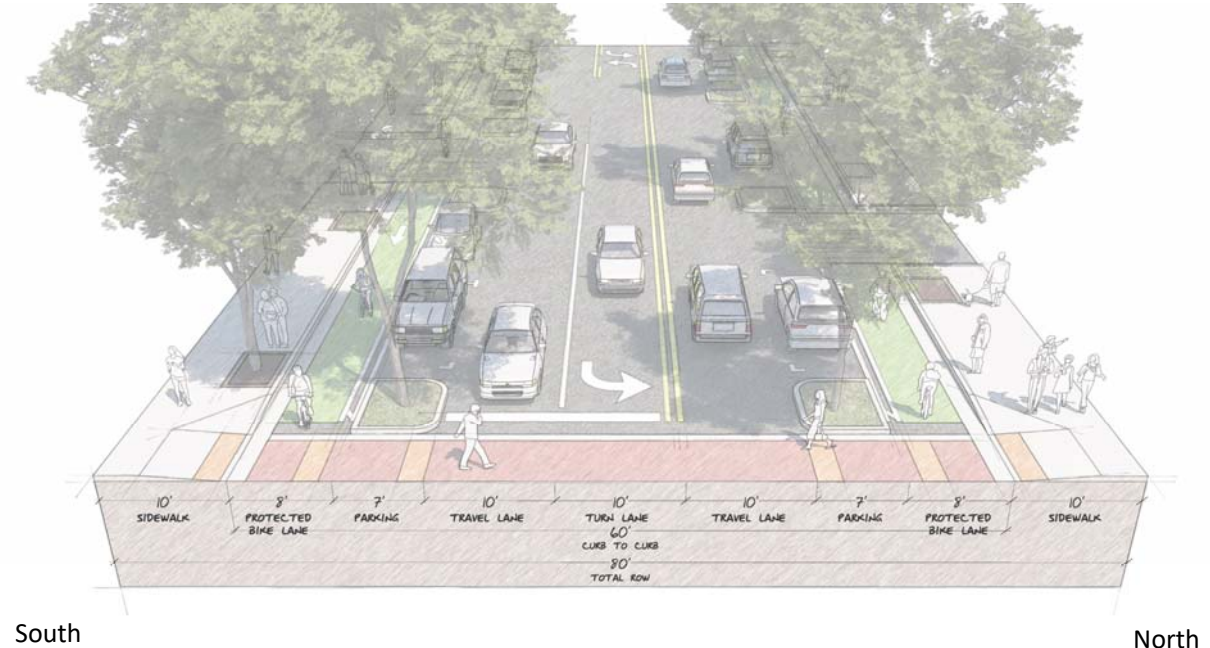 10' 8' 7' 10' 10' 10' 7' 8' 10'
SIDEWALK PROTECTED BIKE LANE PARKING TRAVEL LANE TURN LANE TRAVEL LANE PARKING PROTECTED BIKE LANE SIDEWALK
60'
CURB TO CURB
80'
TOTAL ROW
South North